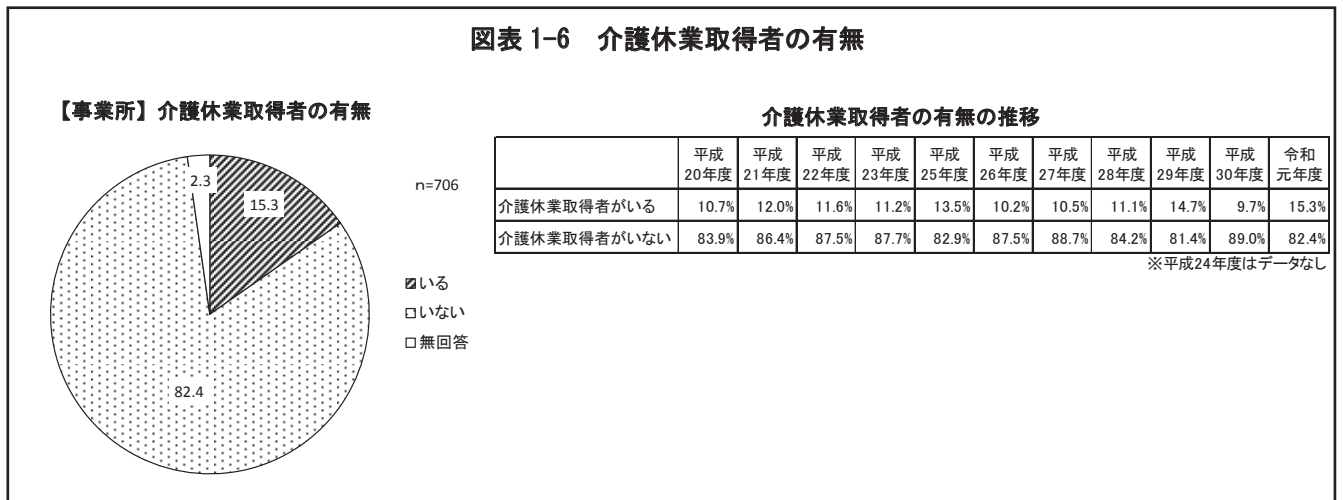 図表 1-6　介護休業取得者の有無
【事業所】介護休業取得者の有無
2.3
15.3
82.4
n=706
いる
いない
無回答
介護休業取得者の有無の推移
平成20年度 平成21年度 平成22年度 平成23年度 平成25年度 平成26年度 平成27年度 平成28年度 平成29年度 平成30年度 令和元年度
介護休業取得者がいる 10.7% 12.0% 11.6% 11.2% 13.5% 10.2% 10.5% 11.1% 14.7% 9.7% 15.3%
介護休業取得者がいない 83.9% 86.4% 87.5% 87.7% 82.9% 87.5% 88.7% 84.2% 81.4% 89.0% 82.4%
※平成24年度はデータなし